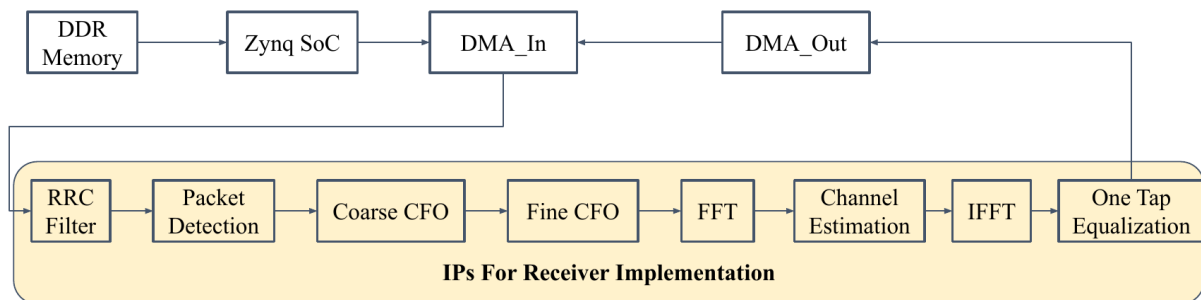 DDR
Memory
Zynq SoC
DMA_In
DMA_Out
RRC
Filter
Packet
Detection
Coarse CFO
Fine CFO
FFT
Channel
Estimation
IFFT
One Tap
Equalization
IPs For Receiver Implementation